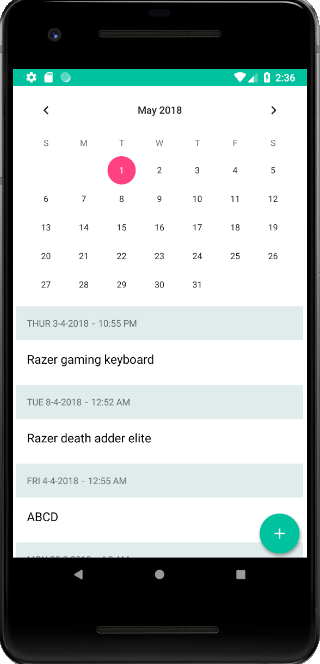 2:36
May 2018
S M T W T F S
1 2 3 4 5
6 7 8 9 10 11 12
13 14 15 16 17 18 19
20 21 22 23 24 25 26
27 28 29 30 31
THUR 3-4-2018 - 10:55 PM
Razer gaming keyboard
TUE 8-4-2018 - 12:52 AM
Razer death adder elite
FRI 4-4-2018 - 12:55 AM
ABCD